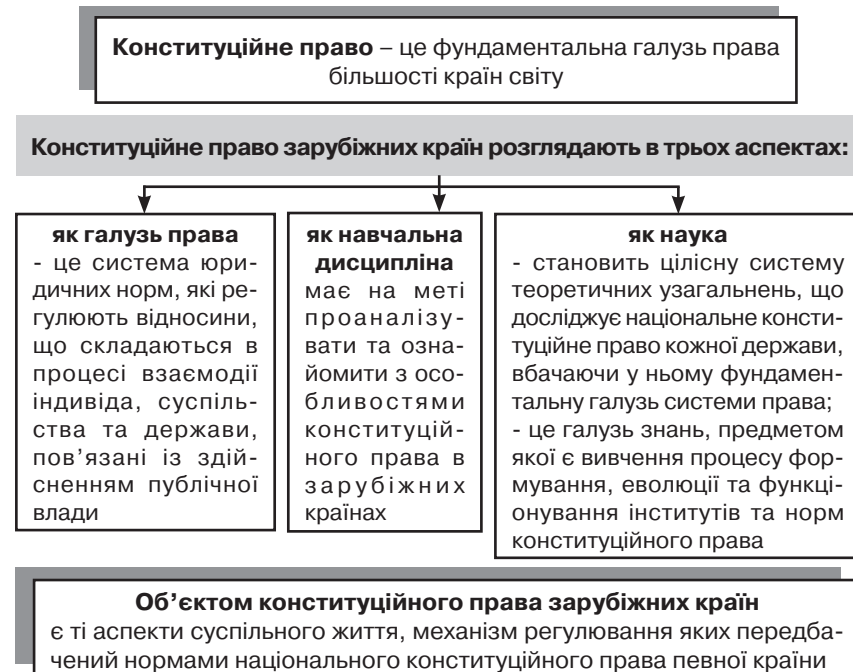 Конституційне право – це фундаментальна галузь права
більшості країн світу
Конституційне право зарубіжних країн розглядають в трьох аспектах:
як галузь права
- це система юри-
дичних норм, які ре-
гулюють відносини,
що складаються в
процесі взаємодії
індивіда, суспіль-
ства та держави,
пов’язані із здій-
сненням публічної
влади
як навчальна
дисципліна
має на меті
проаналізу-
вати та озна-
йомити з осо-
бливостями
конституцій-
ного права в
зарубіжних
країнах
як наука
- становить цілісну систему
теоретичних узагальнень, що
досліджує національне консти-
туційне право кожної держави,
вбачаючи у ньому фундамен-
тальну галузь системи права;
- це галузь знань, предметом
якої є вивчення процесу фор-
мування, еволюції та функці-
онування інститутів та норм
конституційного права
Об’єктом конституційного права зарубіжних країн
є ті аспекти суспільного життя, механізм регулювання яких передба-
чений нормами національного конституційного права певної країни